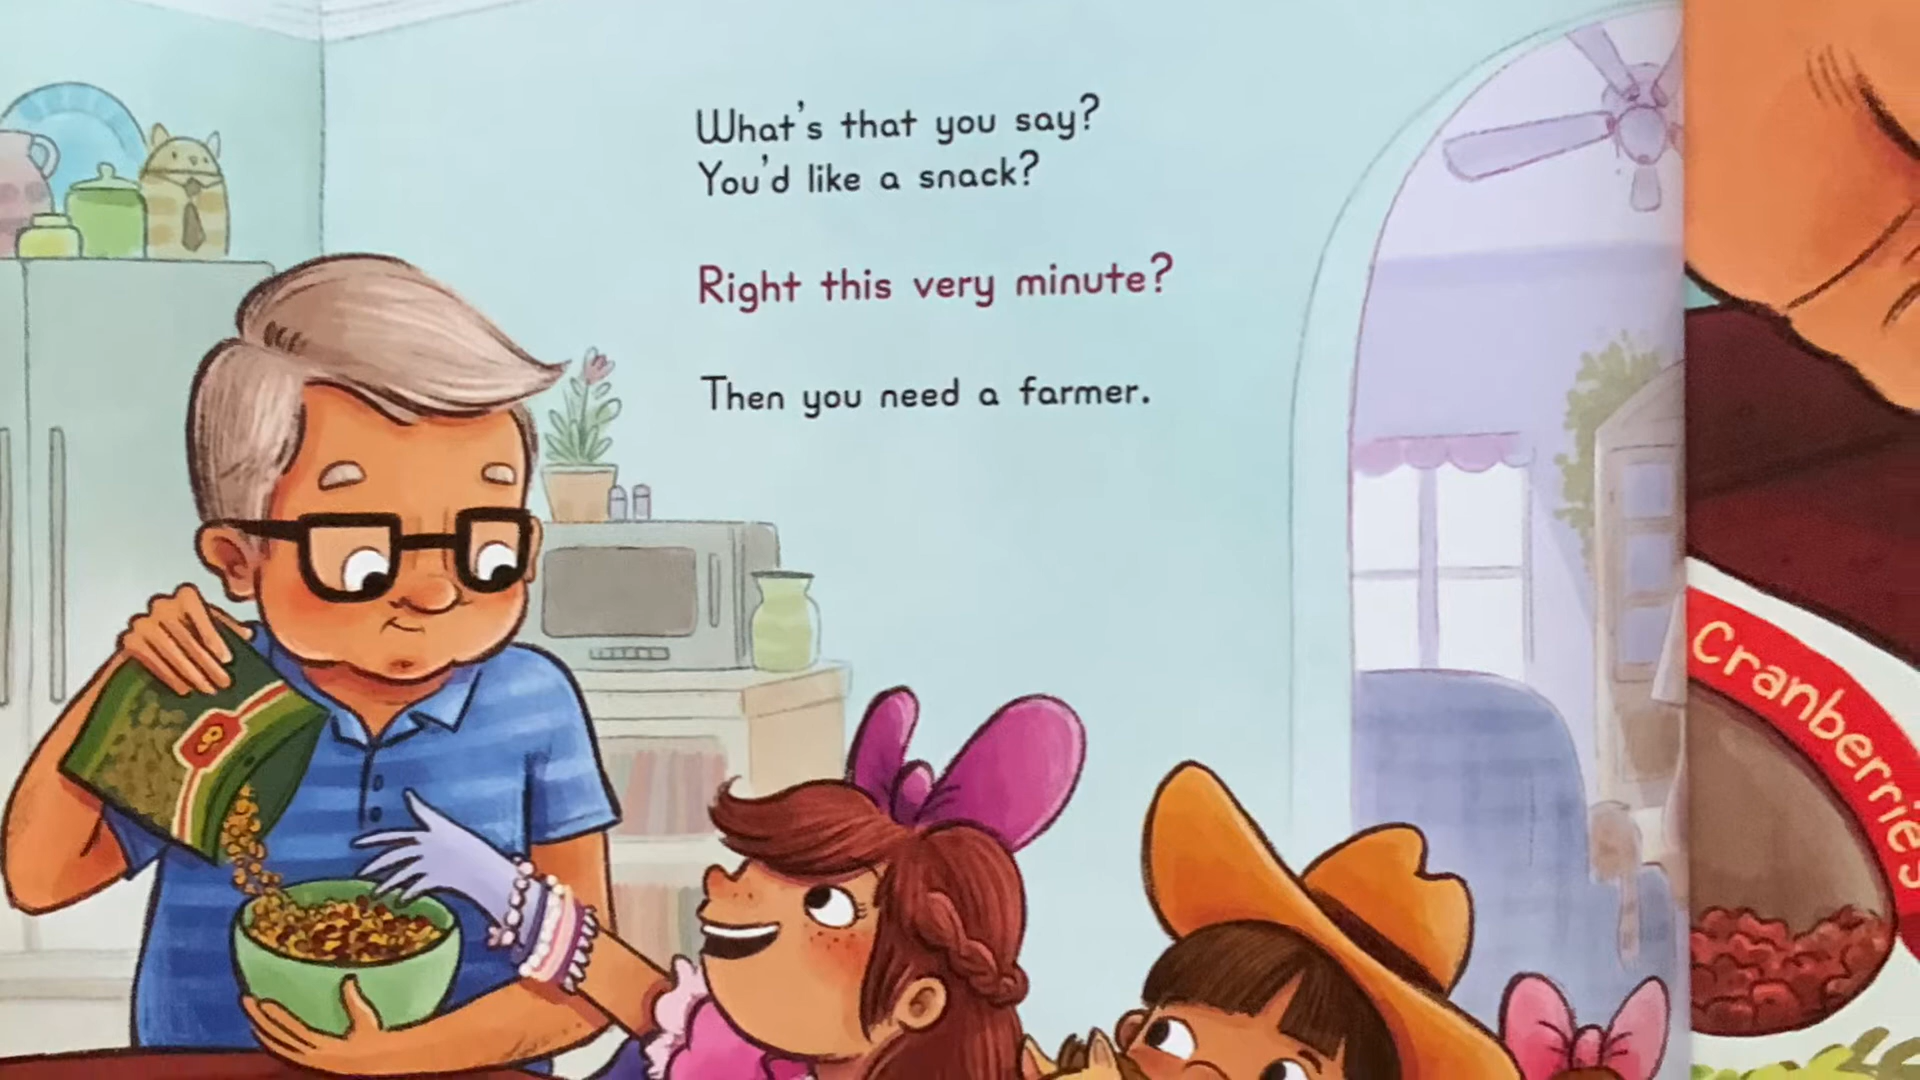 What's that you say?
You'd like a snack?
Right this very minute?
Then you need a farmer.
Cranberries